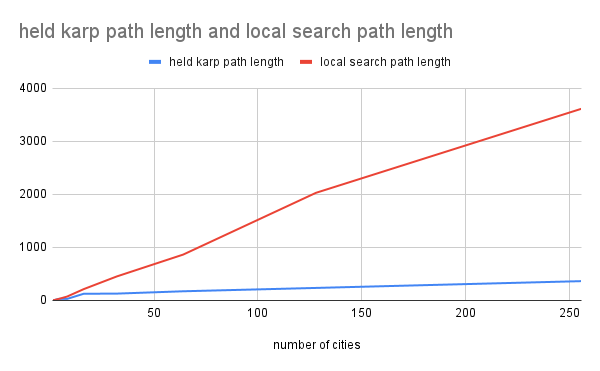 held karp path length and local search path length
held karp path length local search path length
4000
3000
2000
1000
0
50 100 150 200 250
number of cities